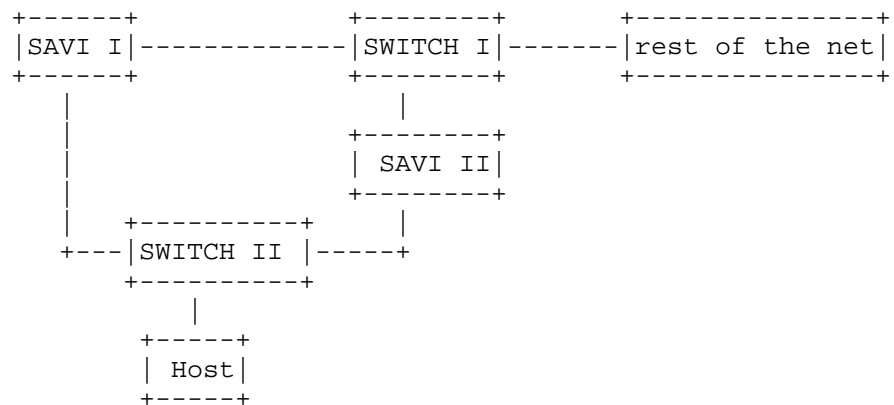 SAVI I SWITCH I rest of the net
SAVI II
SWITCH II
Host